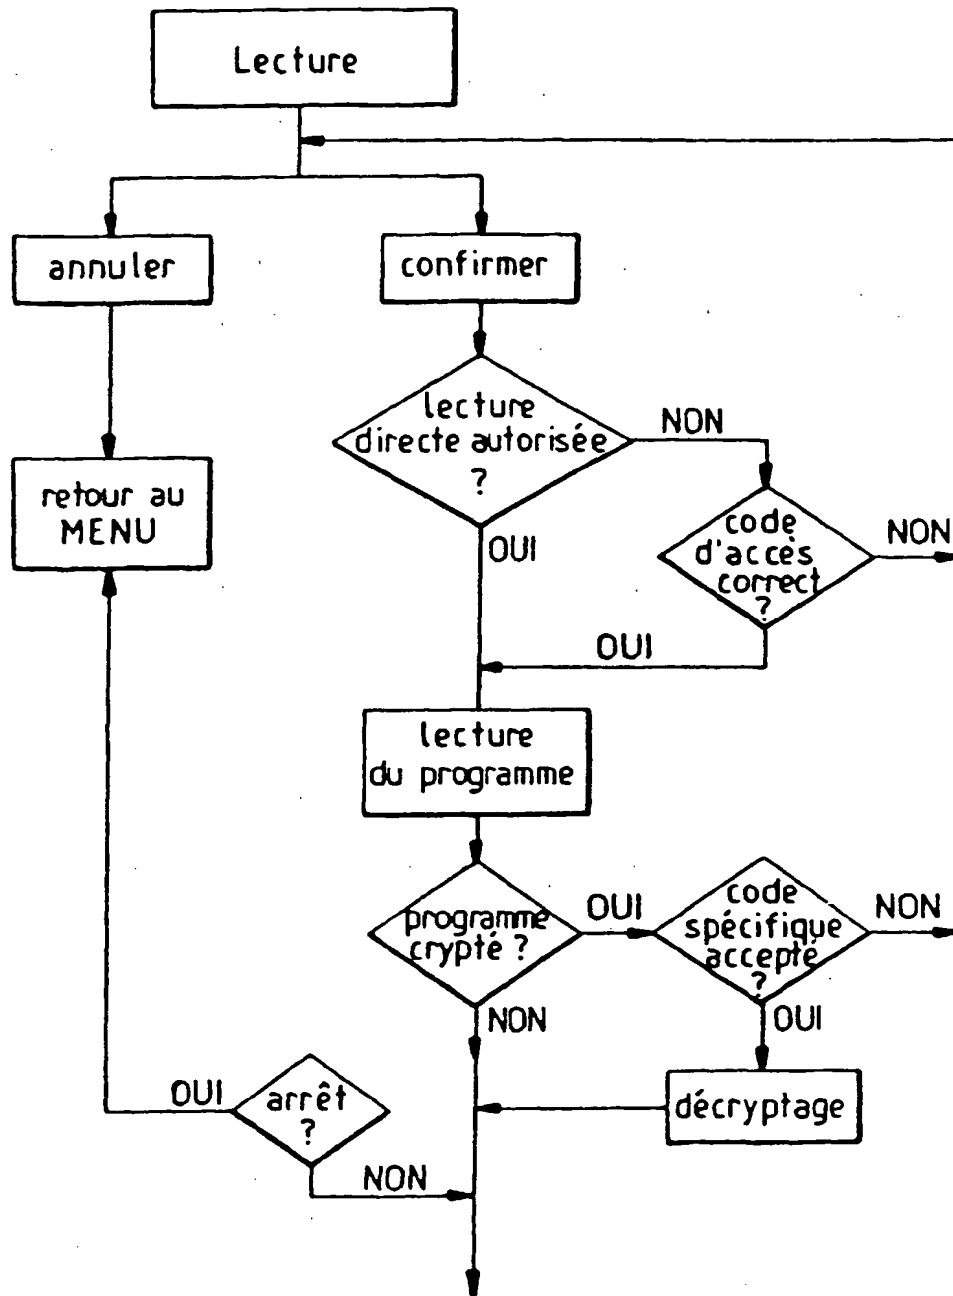 Lecture
annuler
confirmer
lecture
directe autorisée
?
NON
retour au
MENU
OUI
code
d'accès
correct
?
NON
OUI
lecture
du programme
programme
crypté ?
OUI
code
spécifique
accepté
?
NON
NON
OUI
OUI
arrêt
?
décryptage
NON